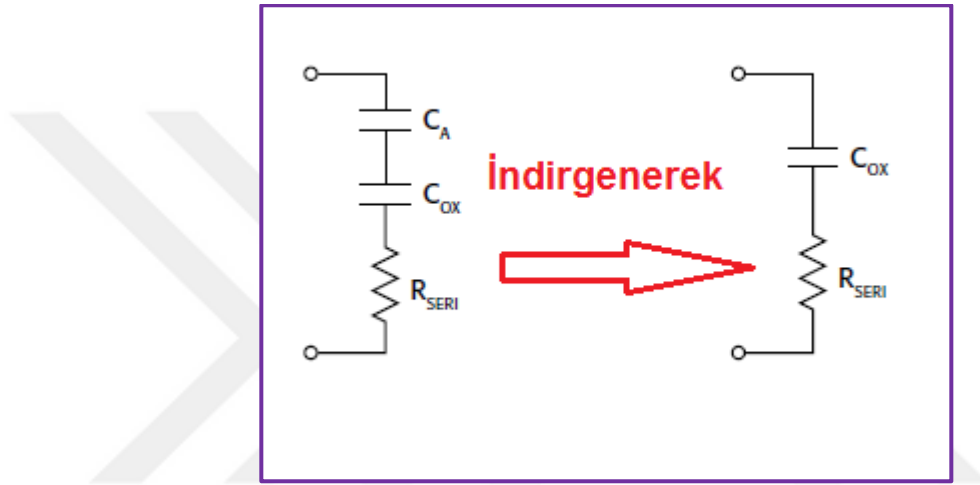 C_A
C_OX
R_SERI
İndirgenerek
C_OX
R_SERI